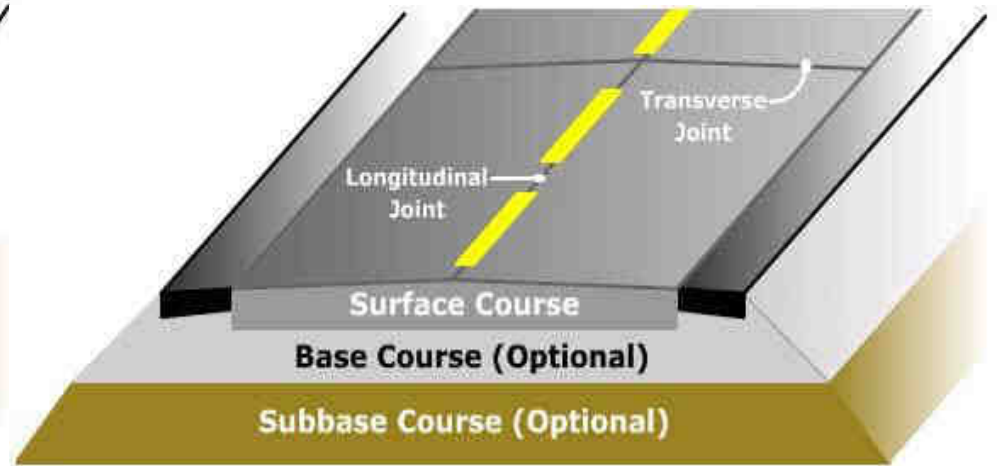 Transverse
Joint
Longitudinal
Joint
Surface Course
Base Course (Optional)
Subbase Course (Optional)